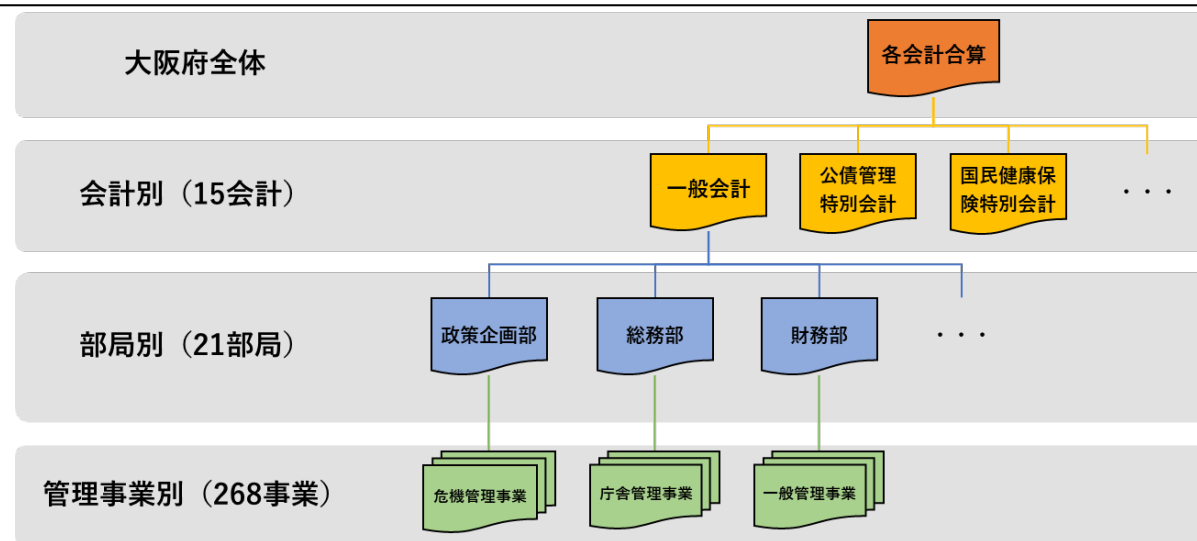 大阪府全体
各会計合算
会計別（15会計）
一般会計
公債管理
特別会計
国民健康保
険特別会計
・・・
部局別（21部局）
政策企画部
総務部
財務部
・・・
管理事業別（268事業）
危機管理事業
庁舎管理事業
一般管理事業